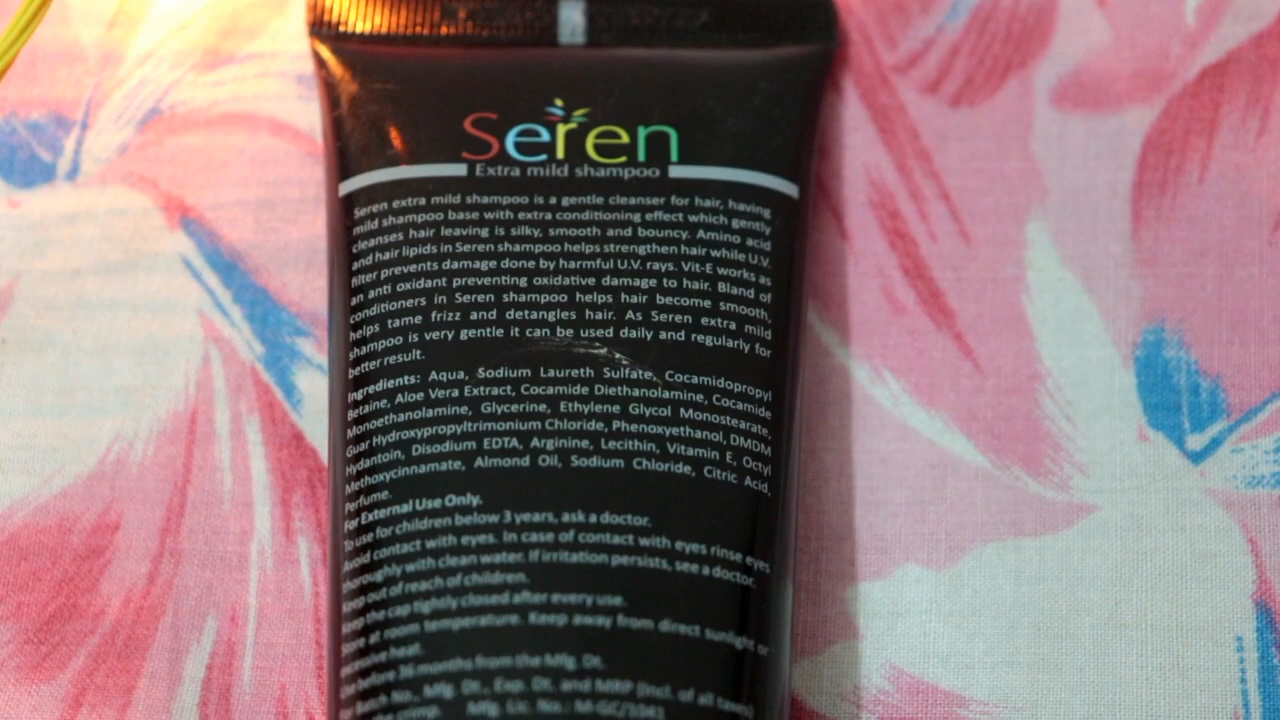 Seren
Extra mild shampoo
Seren extra mild shampoo is a gentle cleanser for hair, having
mild shampoo base with extra conditioning effect which gently
cleanses hair leaving is silky, smooth and bouncy. Amino acid
and hair lipids in Seren shampoo helps strengthen hair while U.V.
filter prevents damage done by harmful U.V. rays. Vit-E works as
an anti oxidant preventing oxidative damage to hair. Bland of
conditioners in Seren shampoo helps hair become smooth,
helps tame frizz and detangles hair. As Seren extra mild
shampoo is very gentle it can be used daily and regularly for
better result.
Ingredients: Aqua, Sodium Laureth Sulfate, Cocamidopropyl
Betaine, Aloe Vera Extract, Cocamide Diethanolamine, Cocamide
Monoethanolamine, Glycerine, Ethylene Glycol Monostearate,
Guar Hydroxypropyltrimonium Chloride, Phenoxyethanol, DMDM
Hydantoin, Disodium EDTA, Arginine, Lecithin, Vitamin E, Octyl
Methoxycinnamate, Almond Oil, Sodium Chloride, Citric Acid,
Perfume.
For External Use Only.
To use for children below 3 years, ask a doctor.
Avoid contact with eyes. In case of contact with eyes rinse eyes
thoroughly with clean water. If irritation persists, see a doctor.
Keep out of reach of children.
Keep the cap tightly closed after every use.
Store at room temperature. Keep away from direct sunlight or
excessive heat.
Use before 36 months from the Mfg. Dt.
For Batch No., Mfg. Dt., Exp. Dt. and MRP (Incl. of all taxes)
the crimp. Mfg. Lic. No.: M-GC/1041